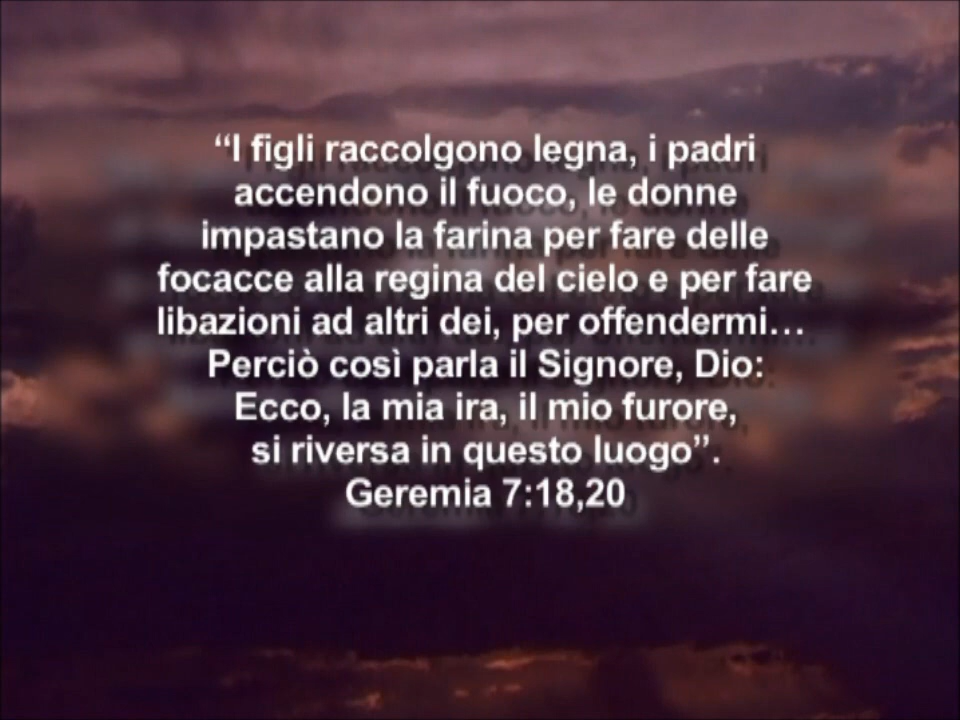 “I figli raccolgono legna, i padri
accendono il fuoco, le donne
impastano la farina per fare delle
focacce alla regina del cielo e per fare
libazioni ad altri dei, per offendermi…
Perciò così parla il Signore, Dio:
Ecco, la mia ira, il mio furore,
si riversa in questo luogo”.
Geremia 7:18,20